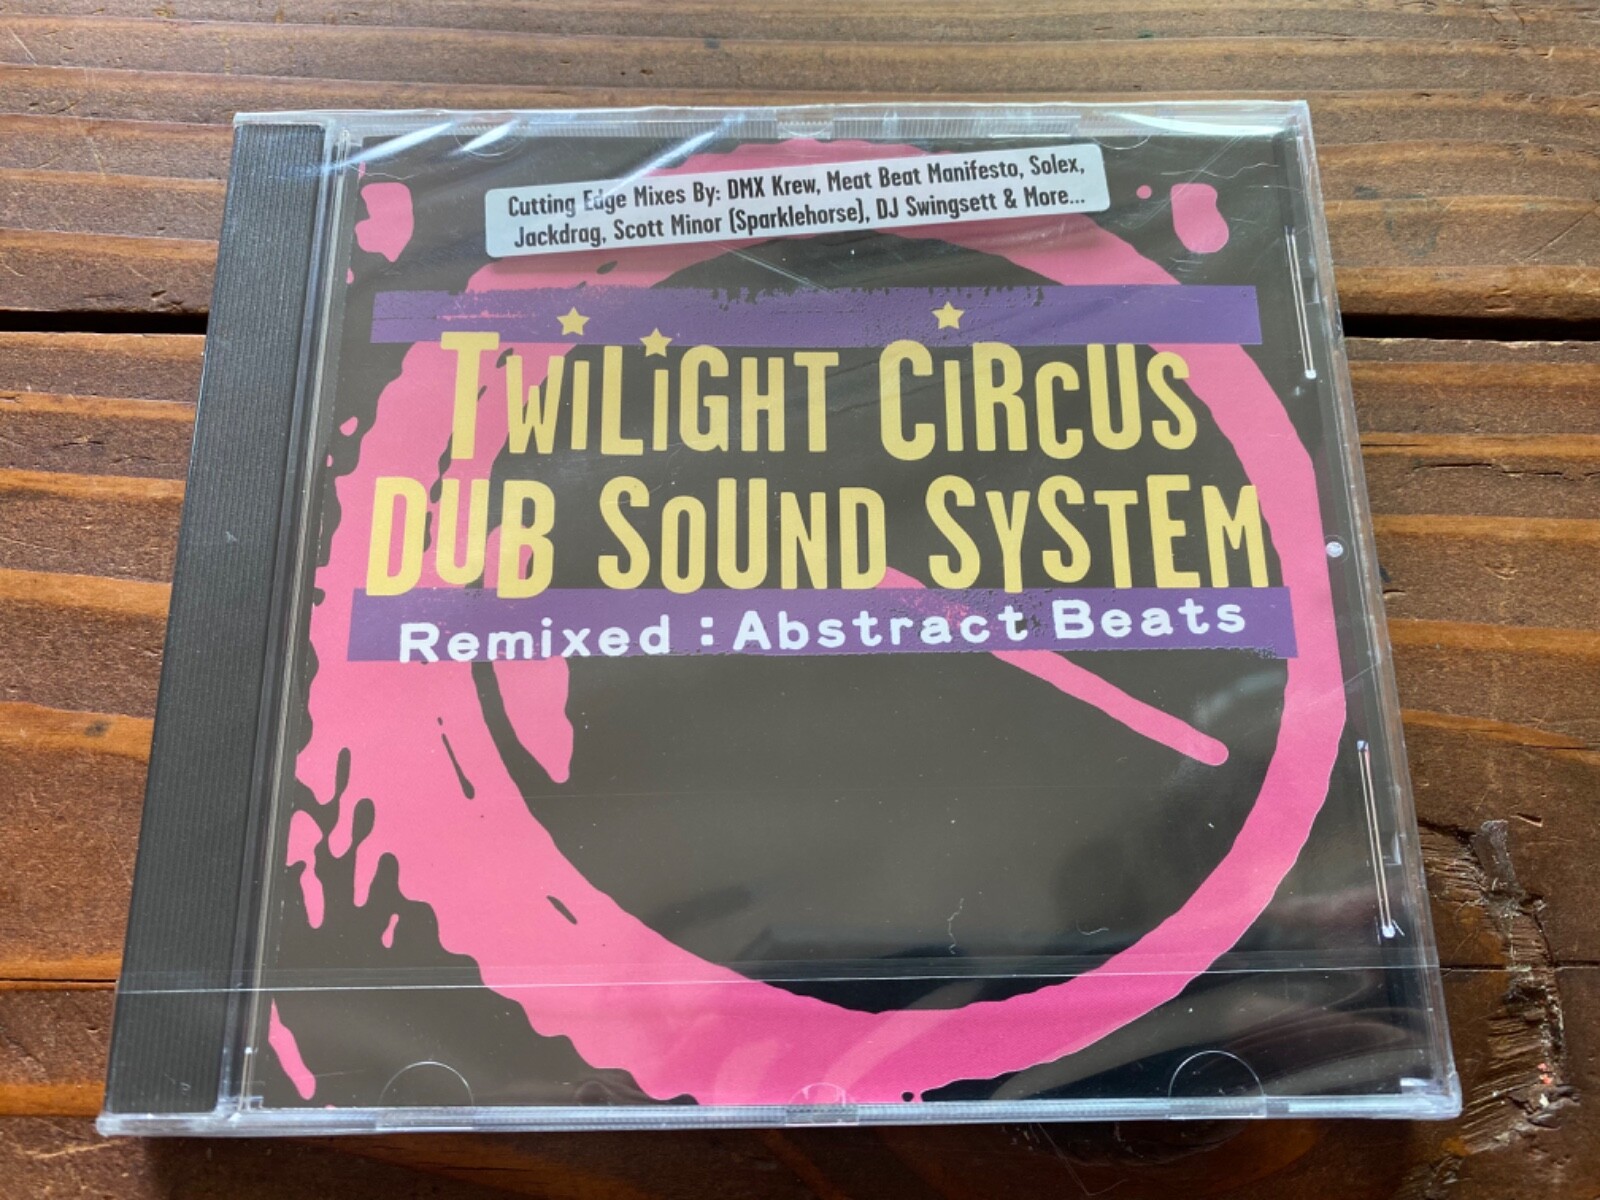 Cutting Edge Mixes By: DMX Krew, Meat Beat Manifesto, Solex,
Jackdrag, Scott Minor (Sparklehorse), DJ Swingsett & More...
TWiLiGHT CiRCUS
DUB SOUND SYSTEM
Remixed : Abstract Beats